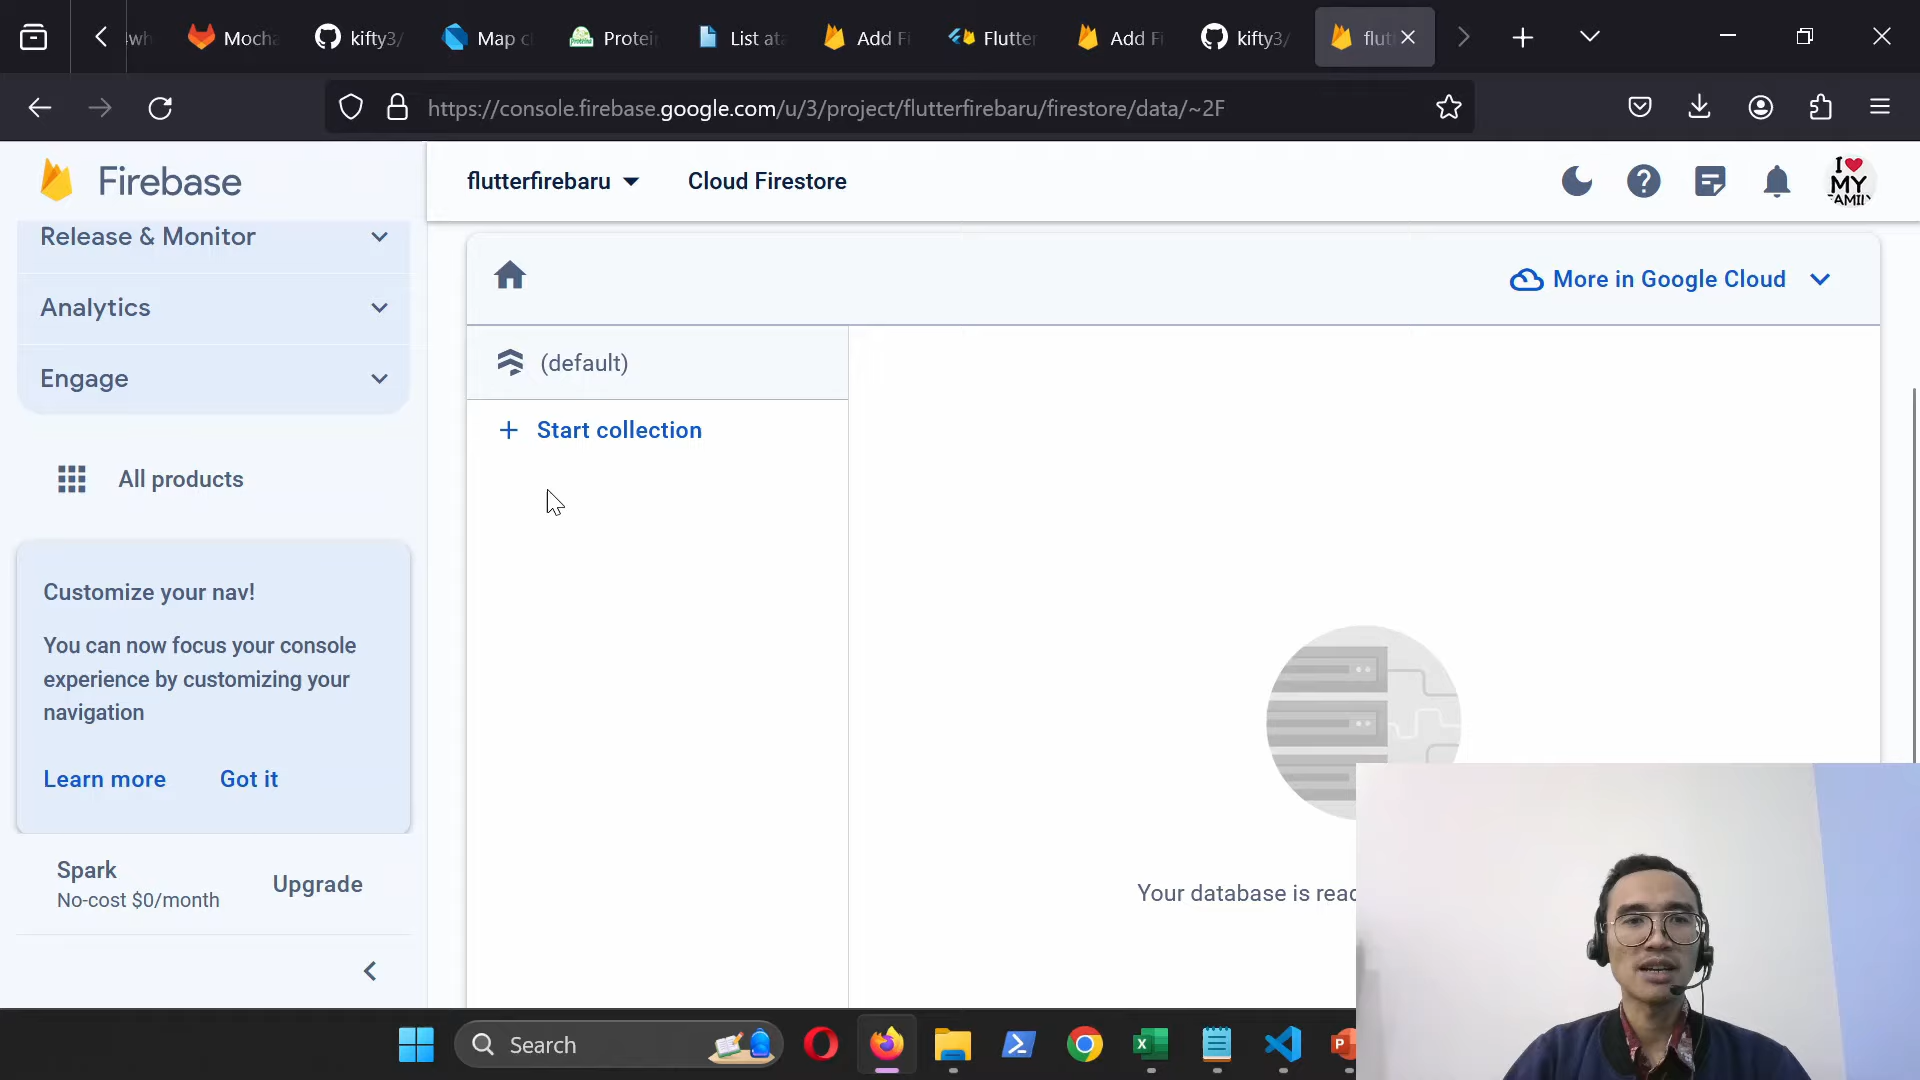 Mocha
kifty3/
Map c
Protei
List ata
Add Fi
Flutter
Add Fi
kifty3/
flut
https://console.firebase.google.com/u/3/project/flutterfirebaru/firestore/data/~2F
Firebase
flutterfirebaru
Cloud Firestore
I
MY
FAMILY
Release & Monitor
Analytics
Engage
All products
Customize your nav!
You can now focus your console
experience by customizing your
navigation
Learn more
Got it
Spark
No-cost $0/month
Upgrade
More in Google Cloud
(default)
+ Start collection
Your database is read
Search